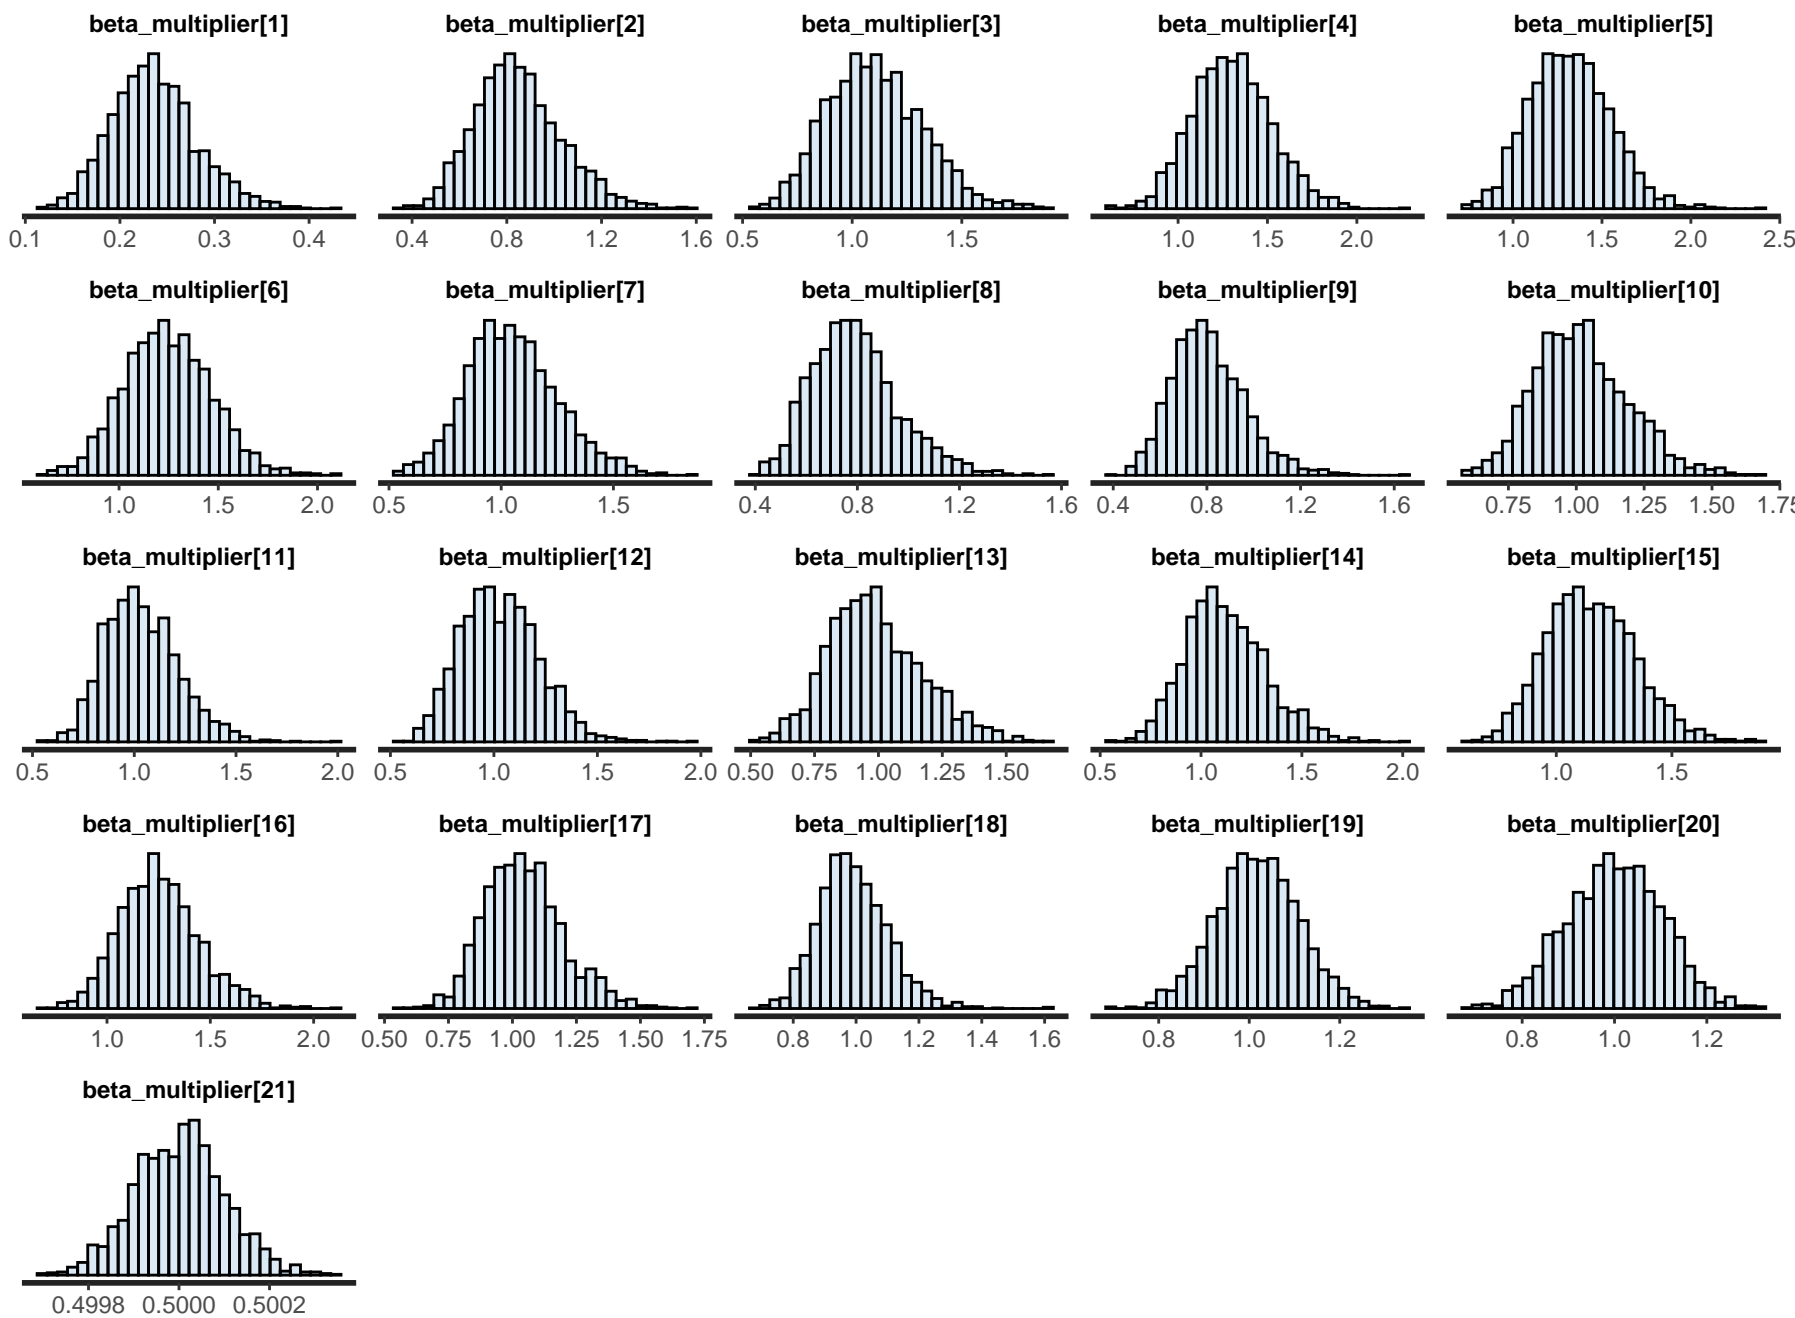 beta_multiplier[1] beta_multiplier[2] beta_multiplier[3] beta_multiplier[4] beta_multiplier[5]
0.1 0.2 0.3 0.4 0.4 0.8 1.2 1.6 0.5 1.0 1.5 1.0 1.5 2.0 1.0 1.5 2.0 2.5
beta_multiplier[6] beta_multiplier[7] beta_multiplier[8] beta_multiplier[9] beta_multiplier[10]
1.0 1.5 2.0 0.5 1.0 1.5 0.4 0.8 1.2 1.6 0.4 0.8 1.2 1.6 0.75 1.00 1.25 1.50 1.75
beta_multiplier[11] beta_multiplier[12] beta_multiplier[13] beta_multiplier[14] beta_multiplier[15]
0.5 1.0 1.5 2.0 0.5 1.0 1.5 2.0 0.50 0.75 1.00 1.25 1.50 0.5 1.0 1.5 2.0 1.0 1.5
beta_multiplier[16] beta_multiplier[17] beta_multiplier[18] beta_multiplier[19] beta_multiplier[20]
1.0 1.5 2.0 0.50 0.75 1.00 1.25 1.50 1.75 0.8 1.0 1.2 1.4 1.6 0.8 1.0 1.2 0.8 1.0 1.2
beta_multiplier[21]
0.4998 0.5000 0.5002